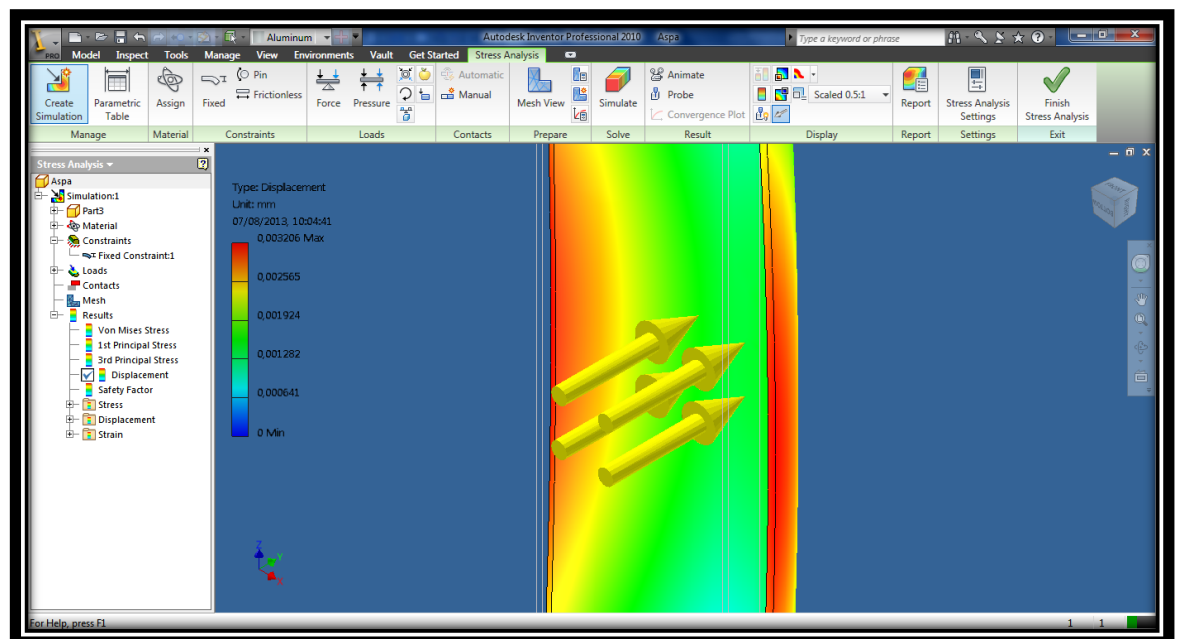 Aluminum
Autodesk Inventor Professional 2010 Aspa
Type a keyword or phrase
PRO
Model Inspect Tools Manage View Environments Vault Get Started Stress Analysis
Create Simulation
Parametric Table
Assign
Fixed
Pin
Frictionless
Force
Pressure
Automatic
Manual
Mesh View
Simulate
Animate
Probe
Convergence Plot
Scaled 0.5:1
Report
Stress Analysis Settings
Finish Stress Analysis
Manage Material Constraints Loads Contacts Prepare Solve Result Display Report Settings Exit
Stress Analysis
Aspa
Simulation:1
Part3
Material
Constraints
Fixed Constraint:1
Loads
Contacts
Mesh
Results
Von Mises Stress
1st Principal Stress
3rd Principal Stress
Displacement
Safety Factor
Stress
Displacement
Strain
Type: Displacement
Unit: mm
07/08/2013, 10:04:41
0,003206 Max
0,002565
0,001924
0,001282
0,000641
0 Min
Z
Y
X
For Help, press F1
1 1